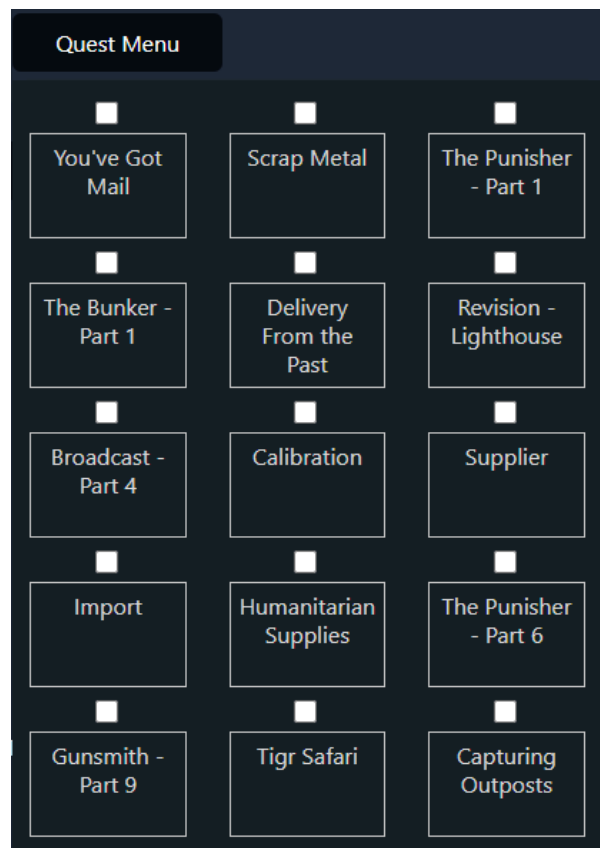 Quest Menu
You've Got
Mail
Scrap Metal
The Punisher
- Part 1
The Bunker -
Part 1
Delivery
From the
Past
Revision -
Lighthouse
Broadcast -
Part 4
Calibration
Supplier
Import
Humanitarian
Supplies
The Punisher
- Part 6
Gunsmith -
Part 9
Tigr Safari
Capturing
Outposts